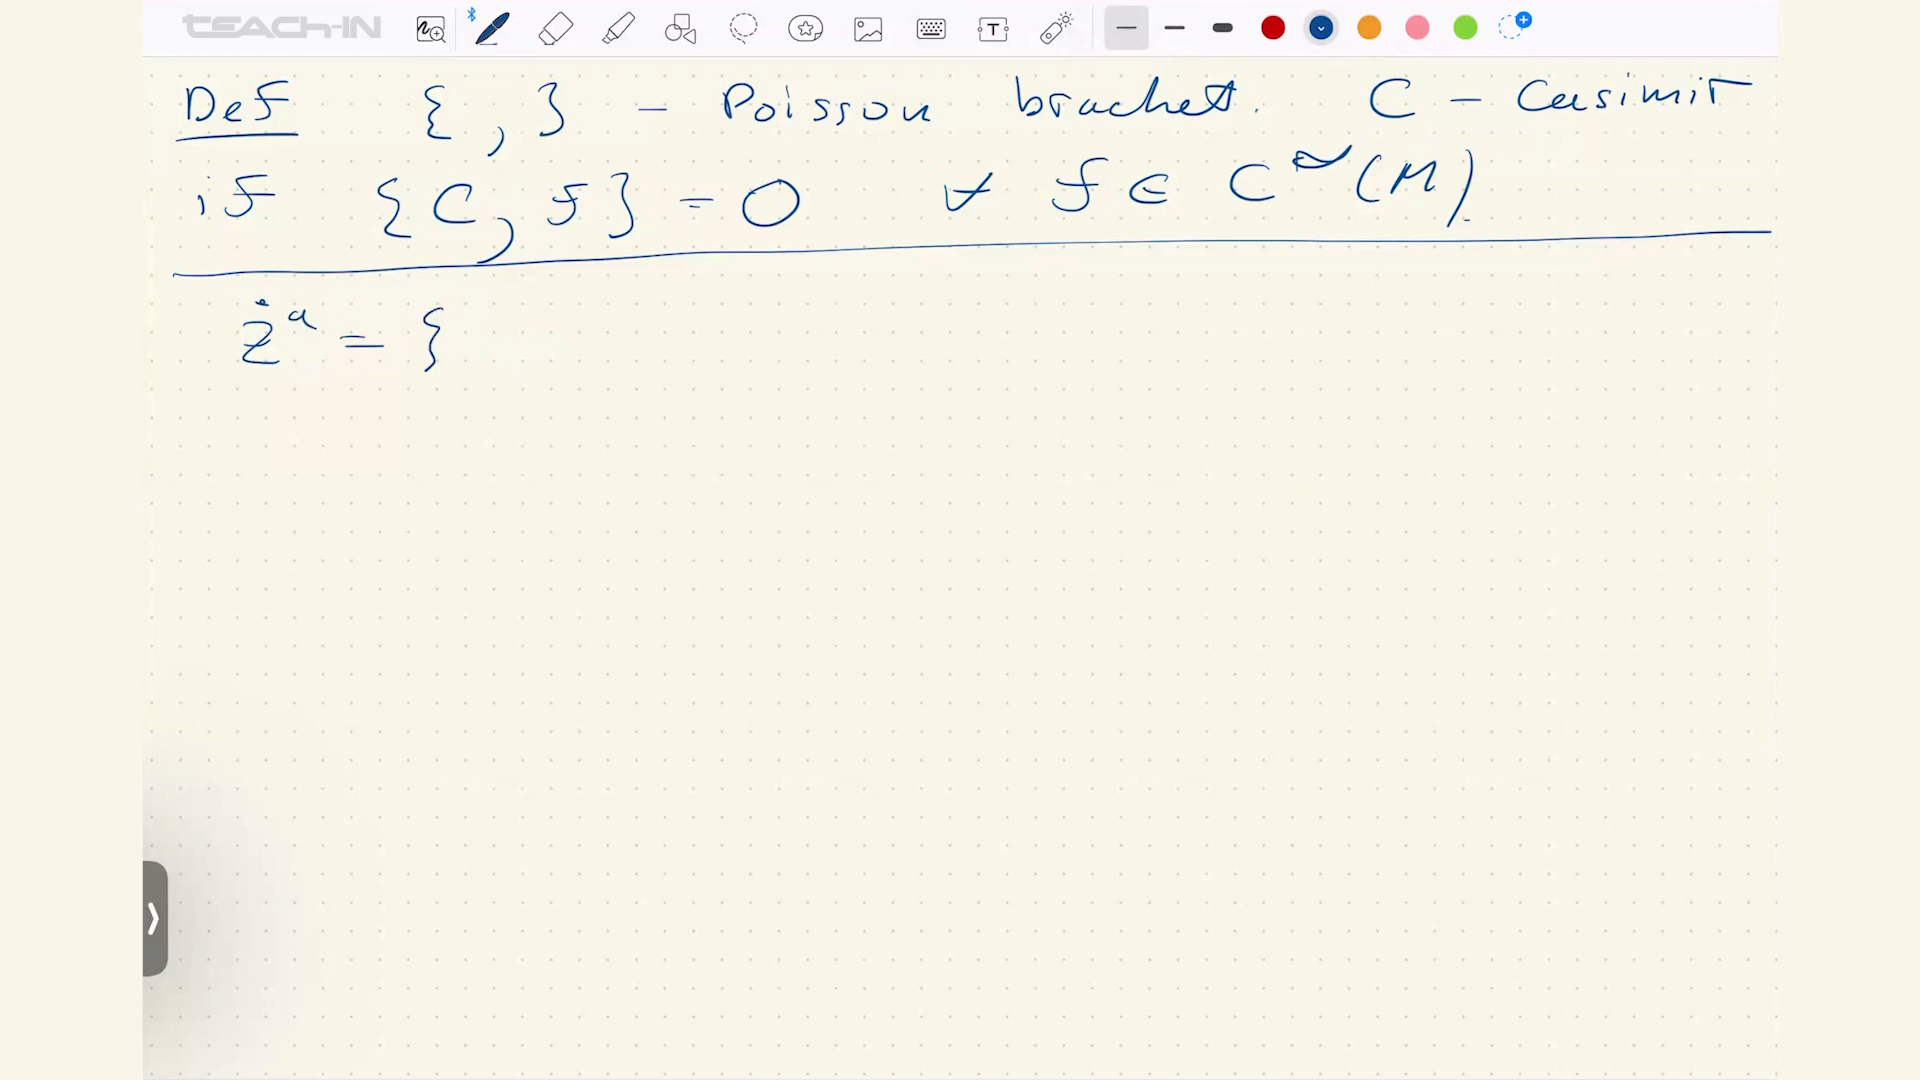 teach-in
Def { , } – Poisson bracket. C – Casimir
if {C, f} = 0 ∀ f ∈ C^∞(M).
ż^a = {